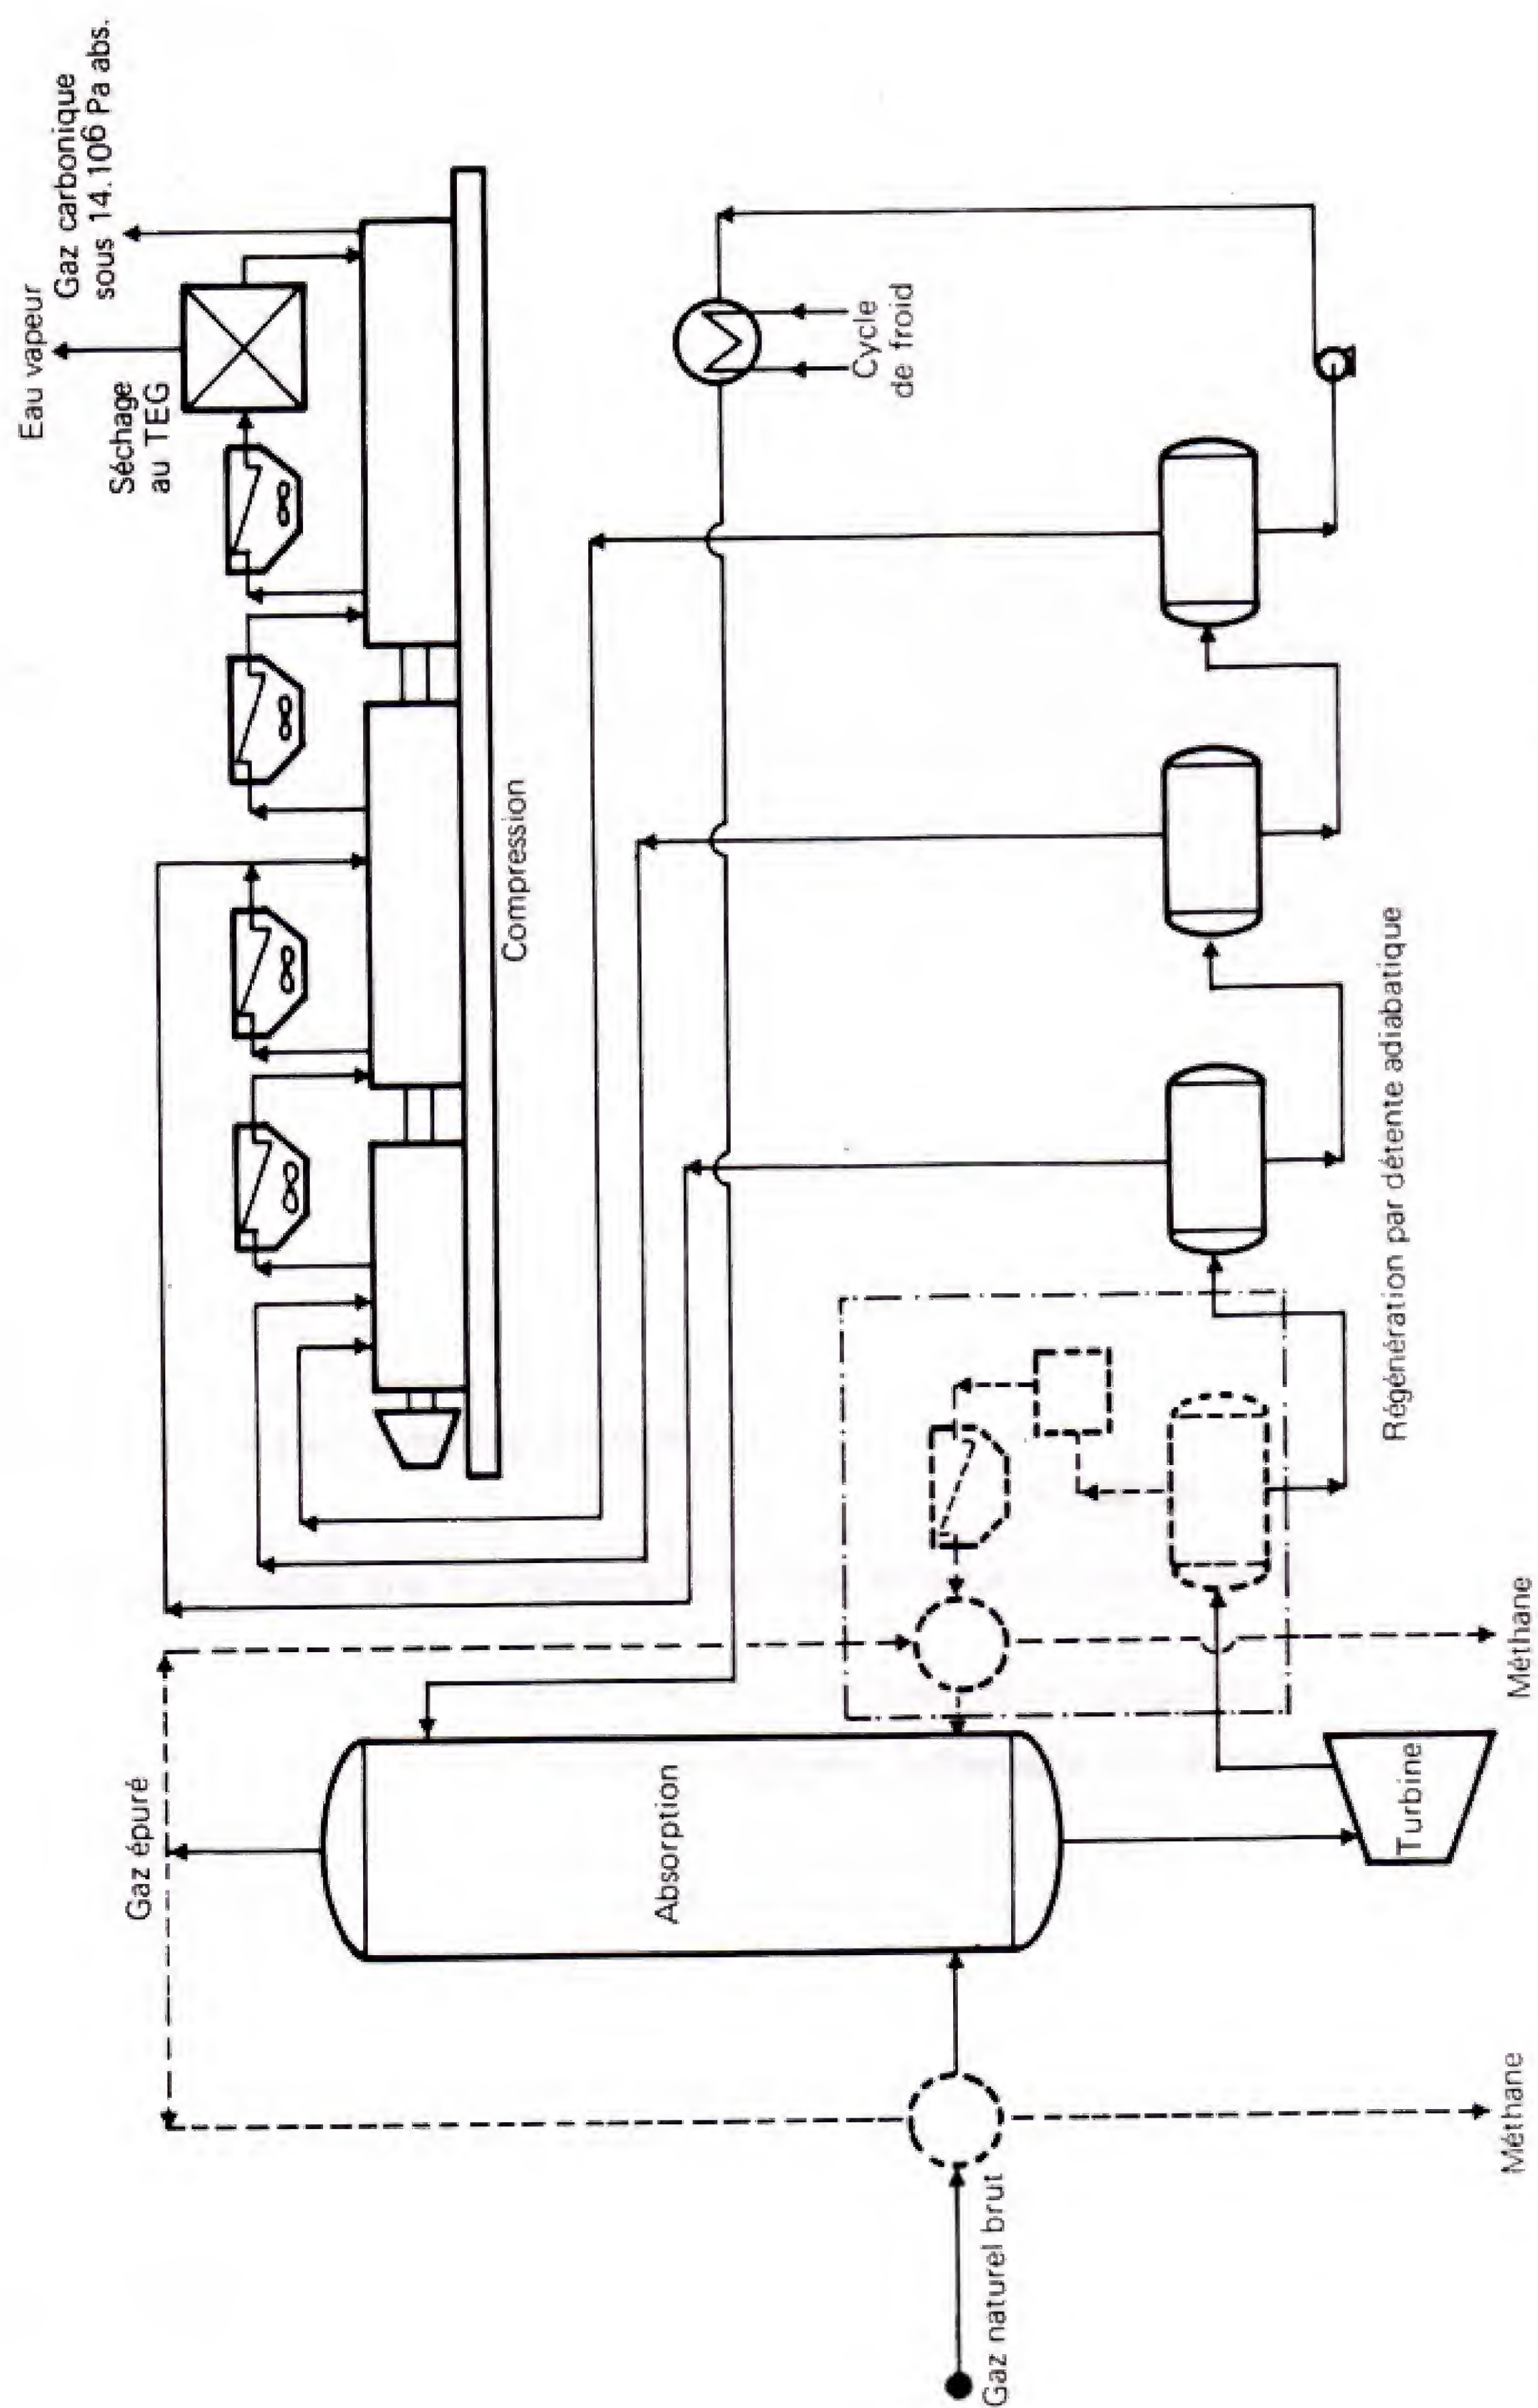 Eau vapeur
Gaz carbonique
sous 14.10⁶ Pa abs.
Séchage
au TEG
Compression
Cycle
de froid
Régénération par détente adiabatique
Gaz épuré
Absorption
Turbine
Méthane
Méthane
Gaz naturel brut